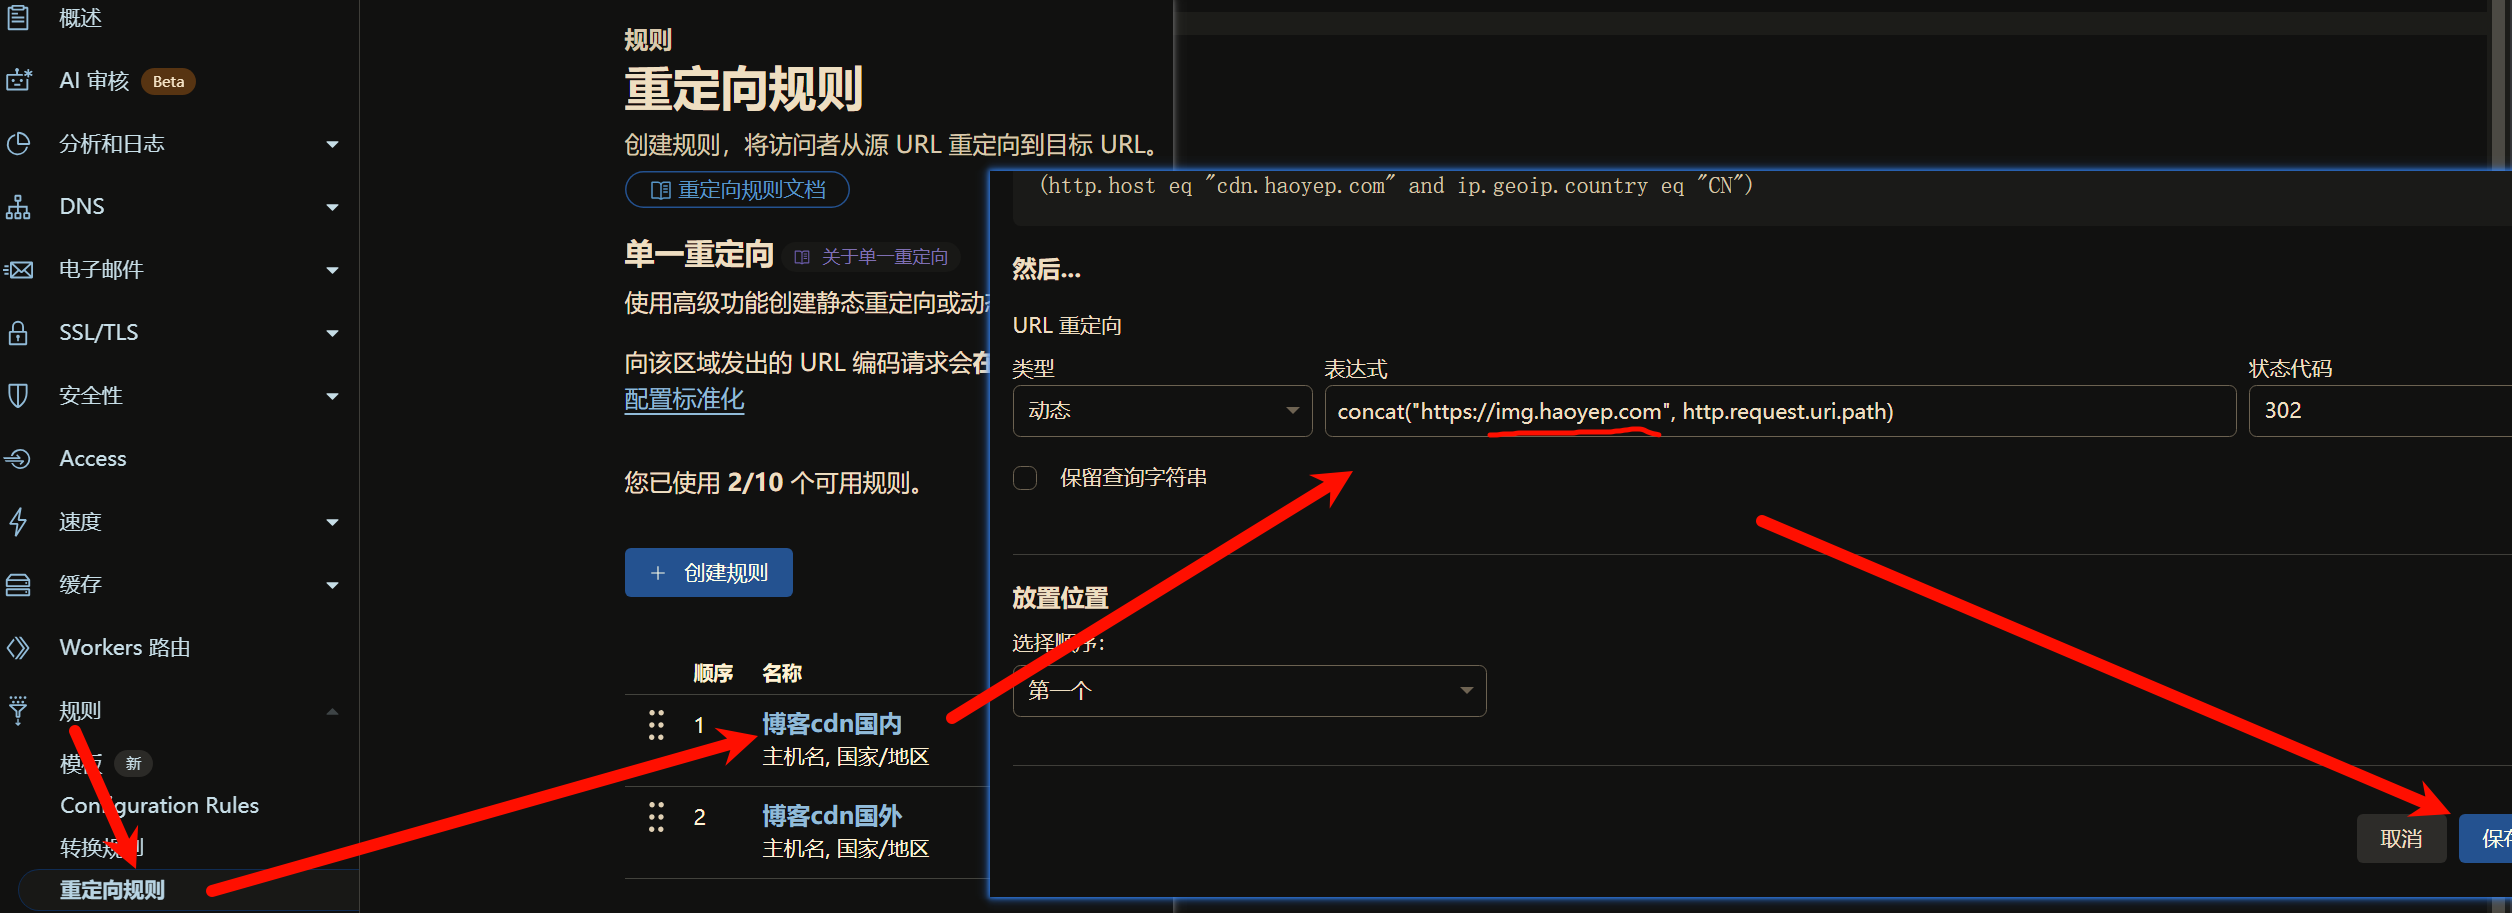 概述
AI 审核 Beta
分析和日志
DNS
电子邮件
SSL/TLS
安全性
Access
速度
缓存
Workers 路由
规则
模板 新
Configuration Rules
转换规则
重定向规则
规则
重定向规则
创建规则，将访问者从源 URL 重定向到目标 URL。
重定向规则文档
单一重定向 关于单一重定向
使用高级功能创建静态重定向或动
向该区域发出的 URL 编码请求会在
配置标准化
您已使用 2/10 个可用规则。
+ 创建规则
顺序 名称
1 博客cdn国内
主机名, 国家/地区
2 博客cdn国外
主机名, 国家/地区
(http.host eq "cdn.haoyep.com" and ip.geoip.country eq "CN")
然后...
URL 重定向
类型 表达式 状态代码
动态 concat("https://img.haoyep.com", http.request.uri.path) 302
保留查询字符串
放置位置
选择顺序:
第一个
取消 保存